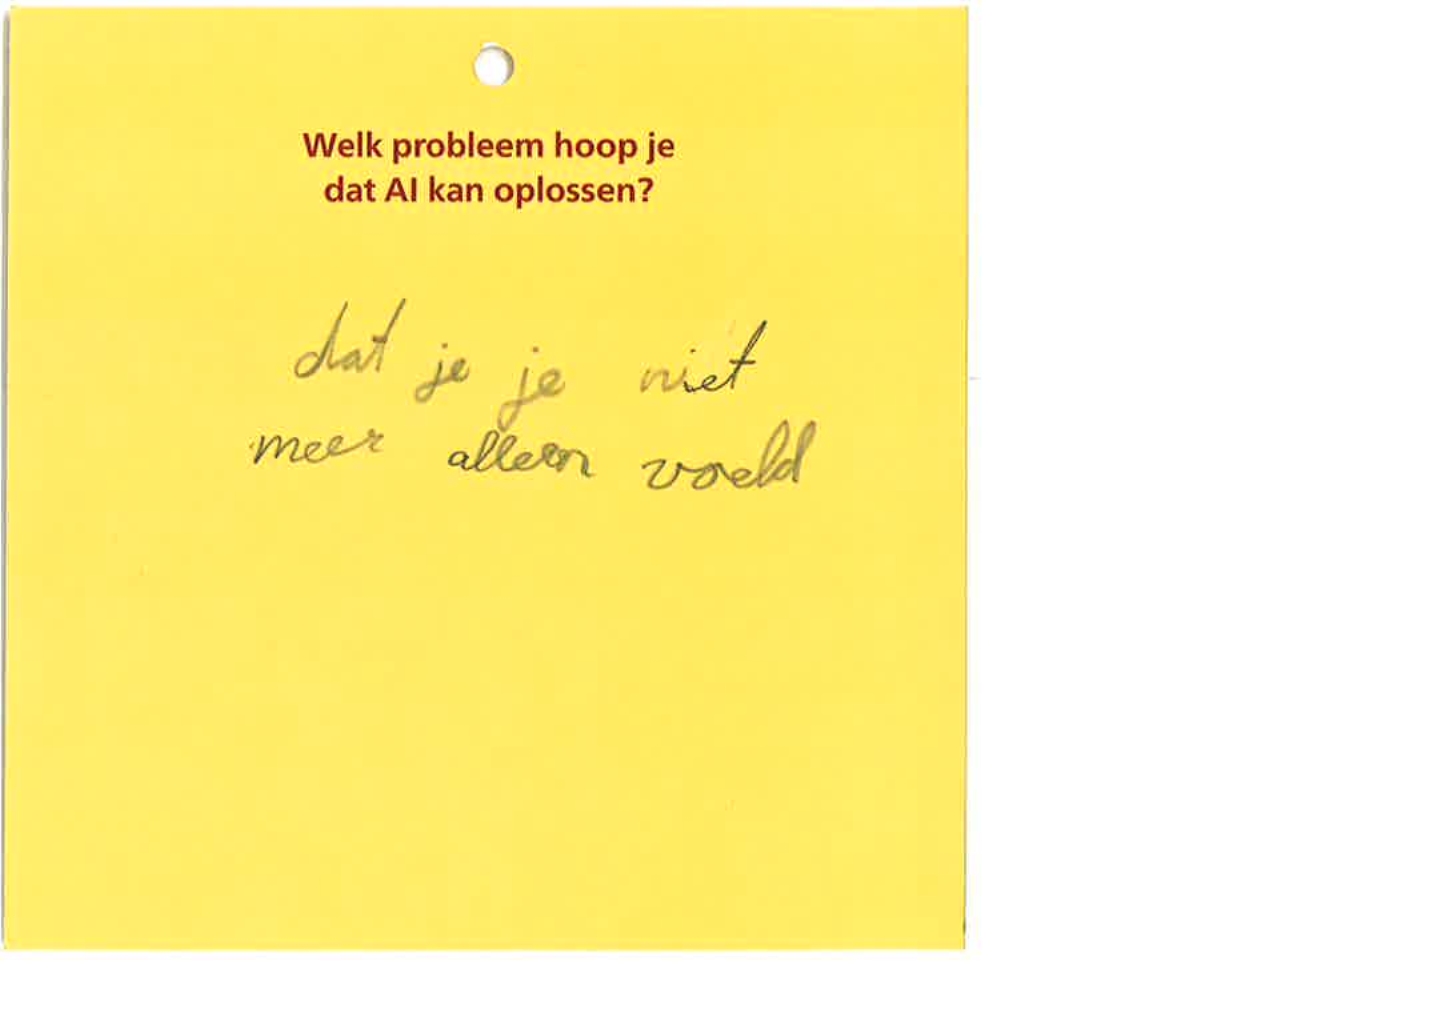 Welk probleem hoop je
dat AI kan oplossen?
dat je je niet
meer alleen voeld